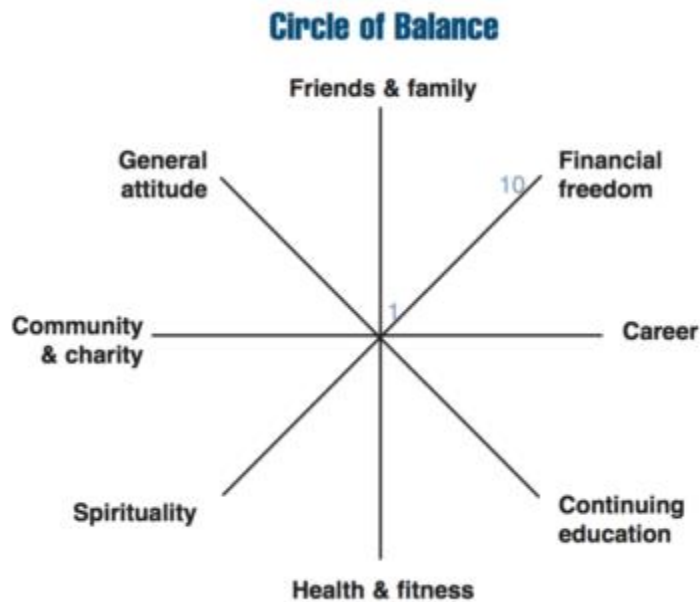 Circle of Balance
Friends & family
General
attitude
10
Financial
freedom
1
Community
& charity
Career
Spirituality
Continuing
education
Health & fitness